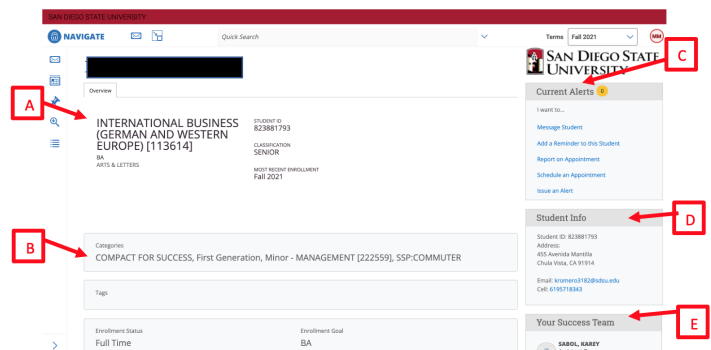 SAN DIEGO STATE UNIVERSITY
NAVIGATE
Quick Search
Terms
Fall 2021
MM
SAN DIEGO STATE
UNIVERSITY
C
Overview
Current Alerts 0
A
I want to...
INTERNATIONAL BUSINESS
(GERMAN AND WESTERN
EUROPE) [113614]
BA
ARTS & LETTERS
STUDENT ID
823881793
CLASSIFICATION
SENIOR
MOST RECENT ENROLLMENT
Fall 2021
Message Student
Add a Reminder to this Student
Report on Appointment
Schedule an Appointment
Issue an Alert
Student Info
D
Student ID: 823881793
Address:
455 Avenida Mantilla
Chula Vista, CA 91914
Email: kromero3182@sdsu.edu
Cell: 6195718343
B
Categories
COMPACT FOR SUCCESS, First Generation, Minor - MANAGEMENT [222559], SSP:COMMUTER
Tags
Enrollment Status
Full Time
Enrollment Goal
BA
Your Success Team
E
SABOL, KAREY